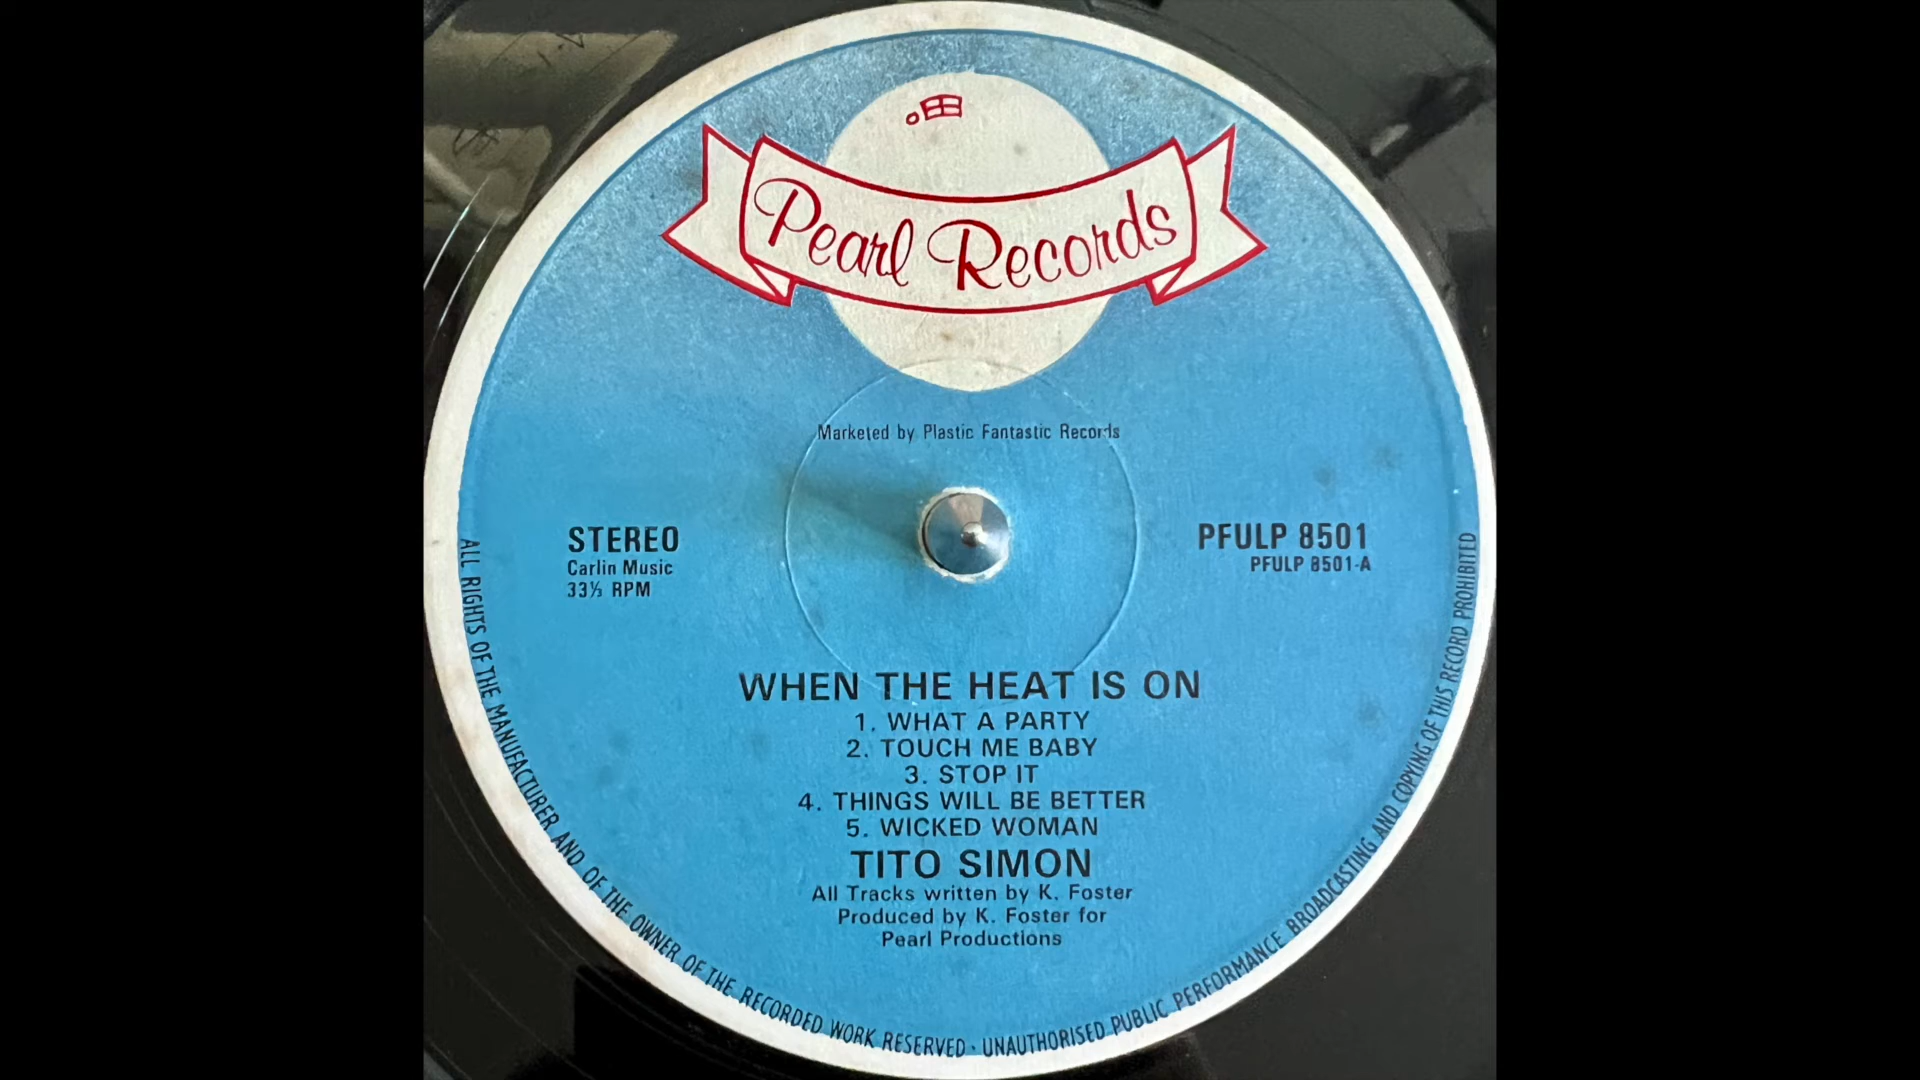 Pearl Records
Marketed by Plastic Fantastic Records
STEREO
Carlin Music
33⅓ RPM
PFULP 8501
PFULP 8501-A
WHEN THE HEAT IS ON
1. WHAT A PARTY
2. TOUCH ME BABY
3. STOP IT
4. THINGS WILL BE BETTER
5. WICKED WOMAN
TITO SIMON
All Tracks written by K. Foster
Produced by K. Foster for
Pearl Productions
ALL RIGHTS OF THE MANUFACTURER AND OF THE OWNER OF THE RECORDED WORK RESERVED · UNAUTHORISED PUBLIC PERFORMANCE BROADCASTING AND COPYING OF THIS RECORD PROHIBITED